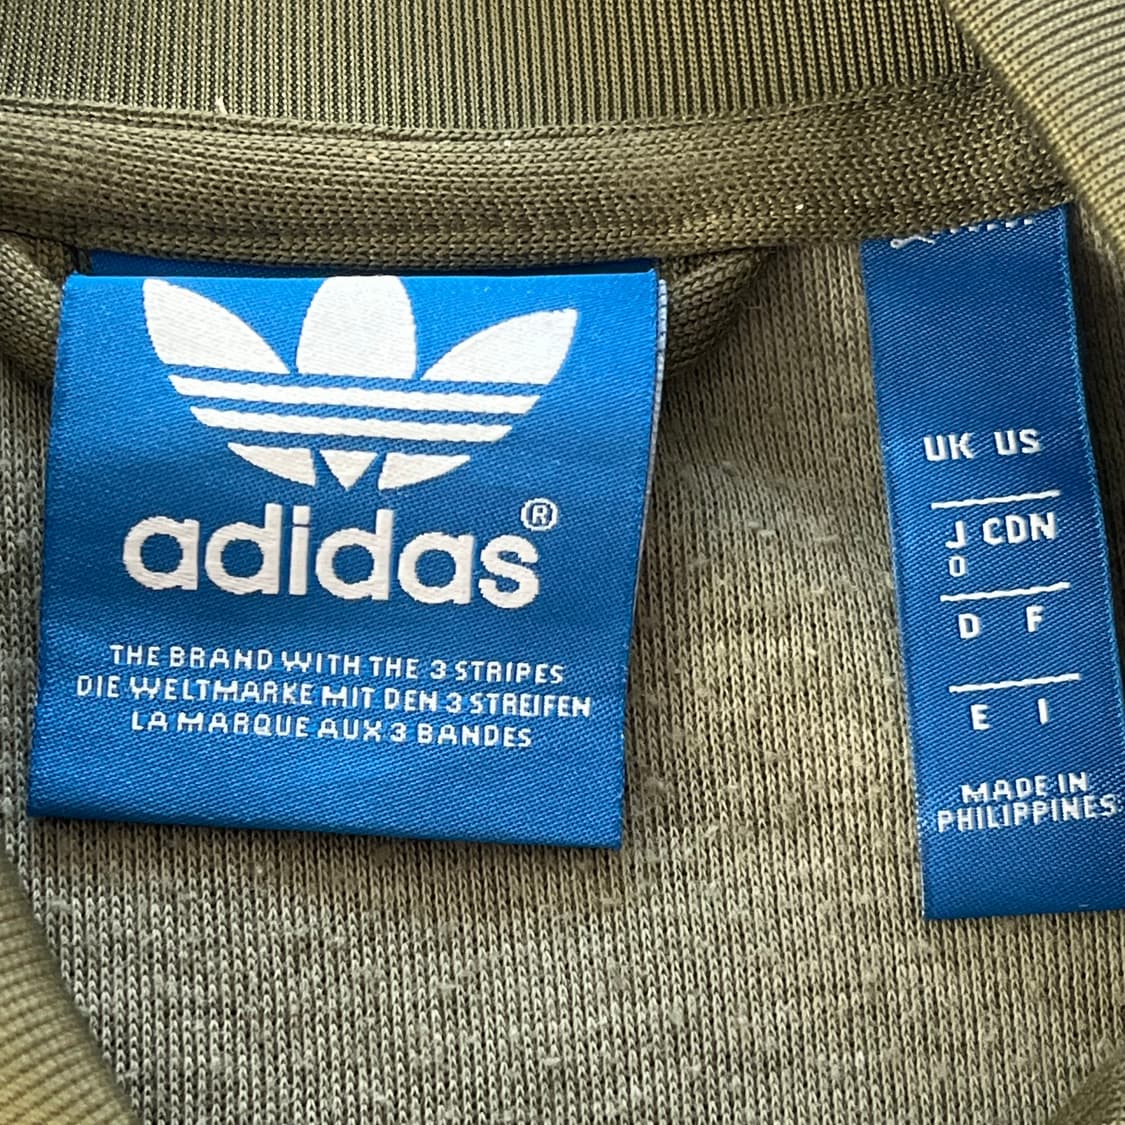 adidas®
THE BRAND WITH THE 3 STRIPES
DIE WELTMARKE MIT DEN 3 STREIFEN
LA MARQUE AUX 3 BANDES
UK US
J CDN
O
D F
E I
MADE IN
PHILIPPINES